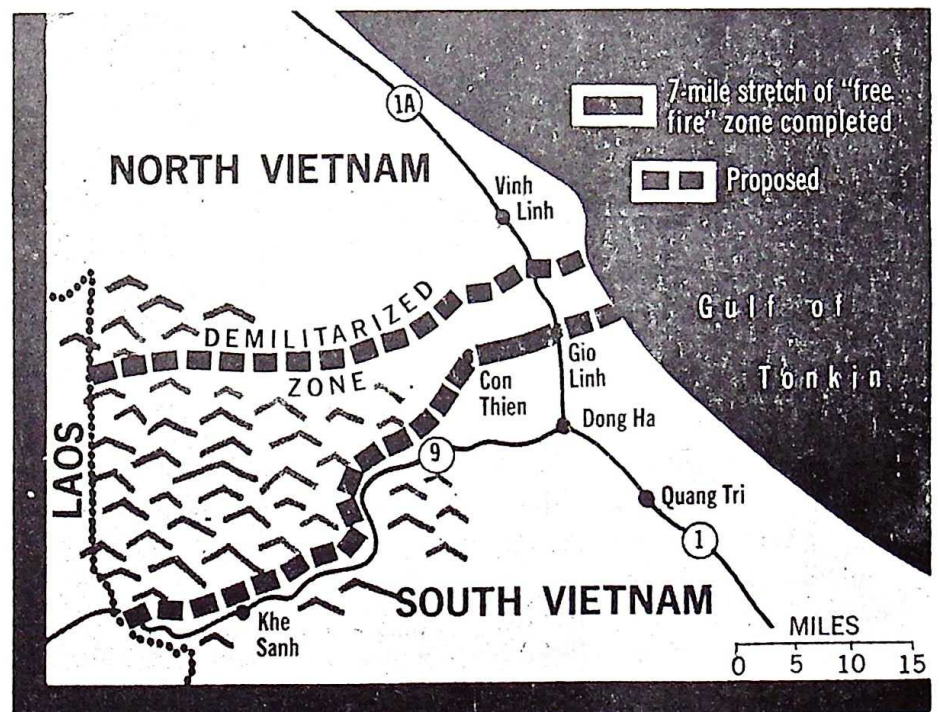 7-mile stretch of "free
fire" zone completed
Proposed
1A
NORTH VIETNAM
Vinh
Linh
DEMILITARIZED
ZONE
Gulf of
Tonkin
Gio
Linh
Con
Thien
Dong Ha
9
LAOS
Quang Tri
1
SOUTH VIETNAM
Khe
Sanh
MILES
0 5 10 15